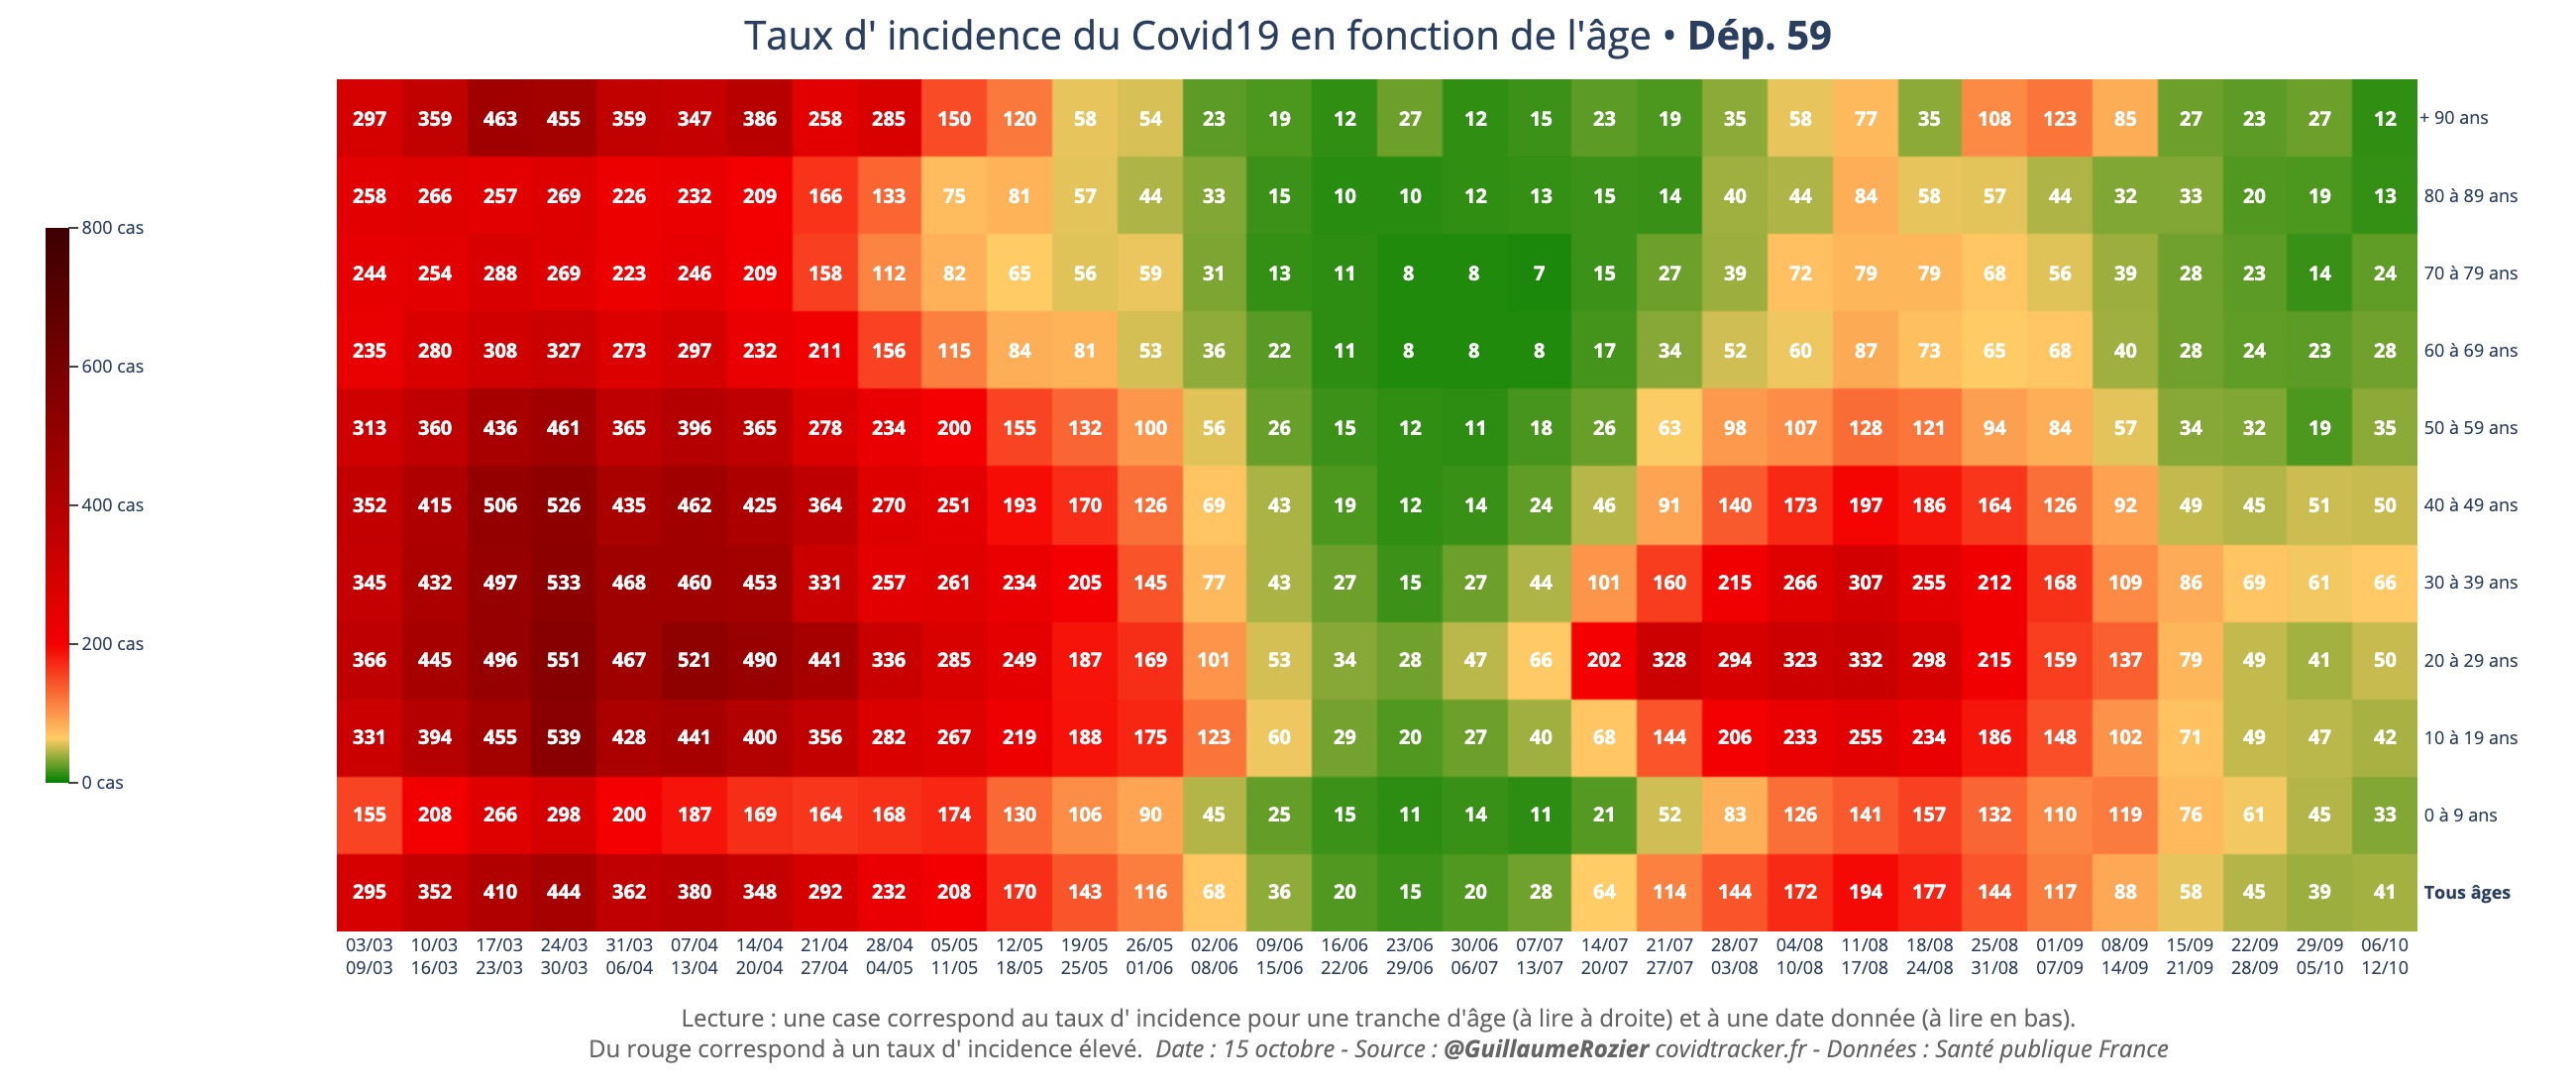 Taux d' incidence du Covid19 en fonction de l'âge • Dép. 59
800 cas
600 cas
400 cas
200 cas
0 cas
297 359 463 455 359 347 386 258 285 150 120 58 54 23 19 12 27 12 15 23 19 35 58 77 35 108 123 85 27 23 27 12 + 90 ans
258 266 257 269 226 232 209 166 133 75 81 57 44 33 15 10 10 12 13 15 14 40 44 84 58 57 44 32 33 20 19 13 80 à 89 ans
244 254 288 269 223 246 209 158 112 82 65 56 59 31 13 11 8 8 7 15 27 39 72 79 79 68 56 39 28 23 14 24 70 à 79 ans
235 280 308 327 273 297 232 211 156 115 84 81 53 36 22 11 8 8 8 17 34 52 60 87 73 65 68 40 28 24 23 28 60 à 69 ans
313 360 436 461 365 396 365 278 234 200 155 132 100 56 26 15 12 11 18 26 63 98 107 128 121 94 84 57 34 32 19 35 50 à 59 ans
352 415 506 526 435 462 425 364 270 251 193 170 126 69 43 19 12 14 24 46 91 140 173 197 186 164 126 92 49 45 51 50 40 à 49 ans
345 432 497 533 468 460 453 331 257 261 234 205 145 77 43 27 15 27 44 101 160 215 266 307 255 212 168 109 86 69 61 66 30 à 39 ans
366 445 496 551 467 521 490 441 336 285 249 187 169 101 53 34 28 47 66 202 328 294 323 332 298 215 159 137 79 49 41 50 20 à 29 ans
331 394 455 539 428 441 400 356 282 267 219 188 175 123 60 29 20 27 40 68 144 206 233 255 234 186 148 102 71 49 47 42 10 à 19 ans
155 208 266 298 200 187 169 164 168 174 130 106 90 45 25 15 11 14 11 21 52 83 126 141 157 132 110 119 76 61 45 33 0 à 9 ans
295 352 410 444 362 380 348 292 232 208 170 143 116 68 36 20 15 20 28 64 114 144 172 194 177 144 117 88 58 45 39 41 Tous âges
03/03 10/03 17/03 24/03 31/03 07/04 14/04 21/04 28/04 05/05 12/05 19/05 26/05 02/06 09/06 16/06 23/06 30/06 07/07 14/07 21/07 28/07 04/08 11/08 18/08 25/08 01/09 08/09 15/09 22/09 29/09 06/10
09/03 16/03 23/03 30/03 06/04 13/04 20/04 27/04 04/05 11/05 18/05 25/05 01/06 08/06 15/06 22/06 29/06 06/07 13/07 20/07 27/07 03/08 10/08 17/08 24/08 31/08 07/09 14/09 21/09 28/09 05/10 12/10
Lecture : une case correspond au taux d' incidence pour une tranche d'âge (à lire à droite) et à une date donnée (à lire en bas).
Du rouge correspond à un taux d' incidence élevé. Date : 15 octobre - Source : @GuillaumeRozier covidtracker.fr - Données : Santé publique France